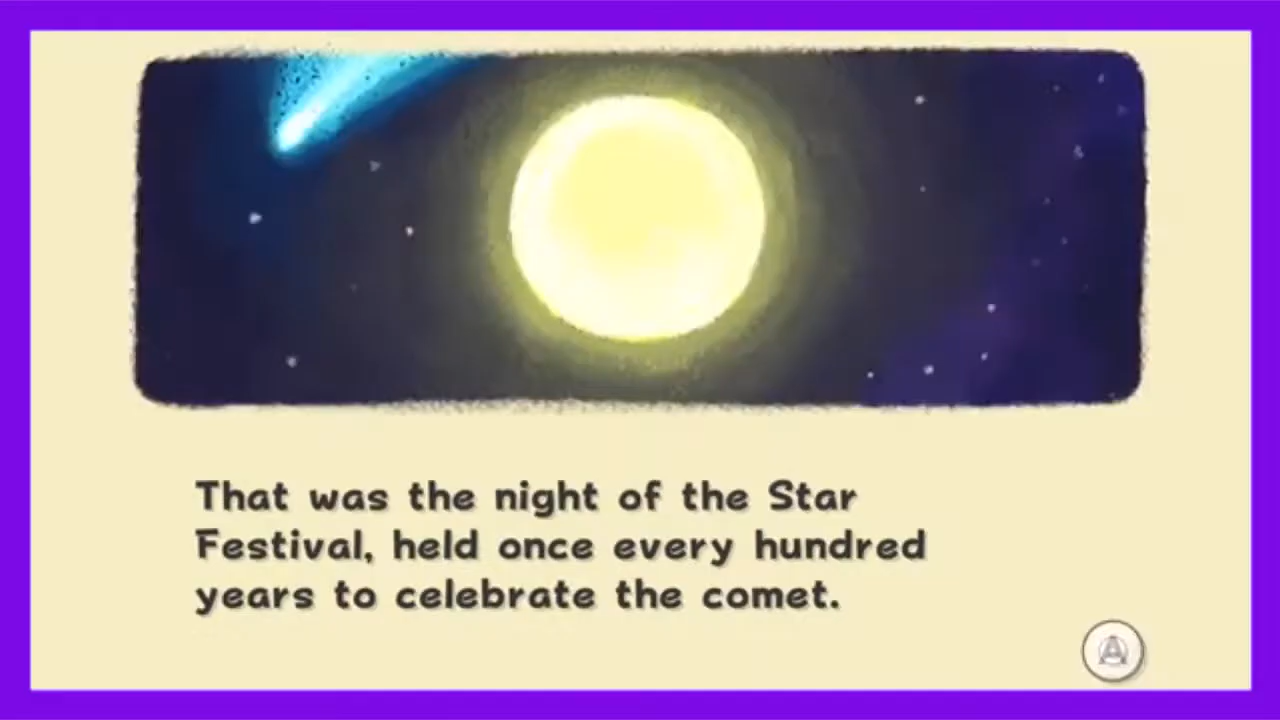 That was the night of the Star
Festival, held once every hundred
years to celebrate the comet.
A